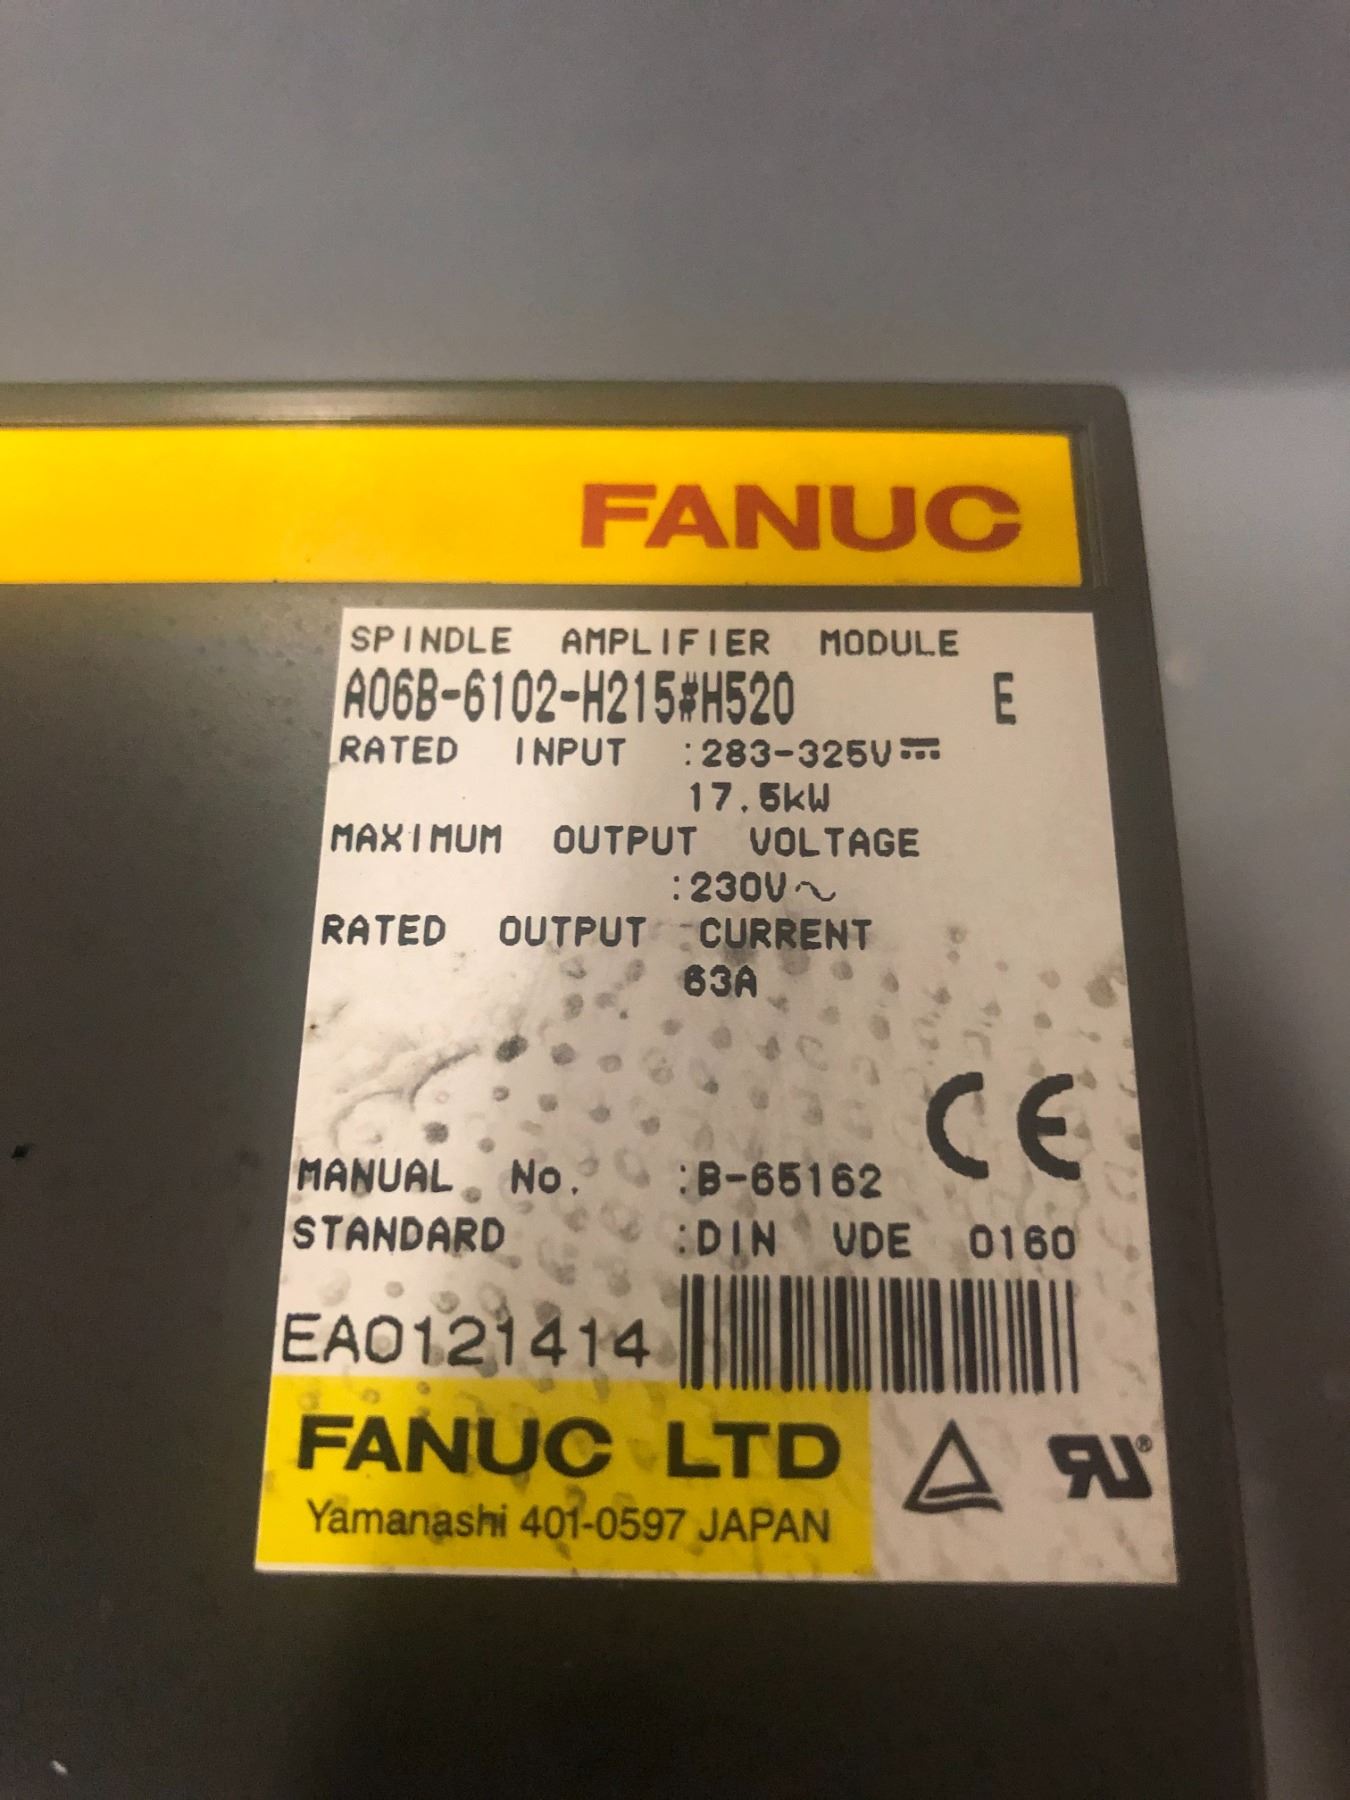 FANUC
SPINDLE AMPLIFIER MODULE
A06B-6102-H215#H520 E
RATED INPUT :283-325V⎓
17.5kW
MAXIMUM OUTPUT VOLTAGE
:230V~
RATED OUTPUT CURRENT
63A
CE
MANUAL No. :B-65162
STANDARD :DIN VDE 0160
EA0121414
FANUC LTD
Yamanashi 401-0597 JAPAN
RU®